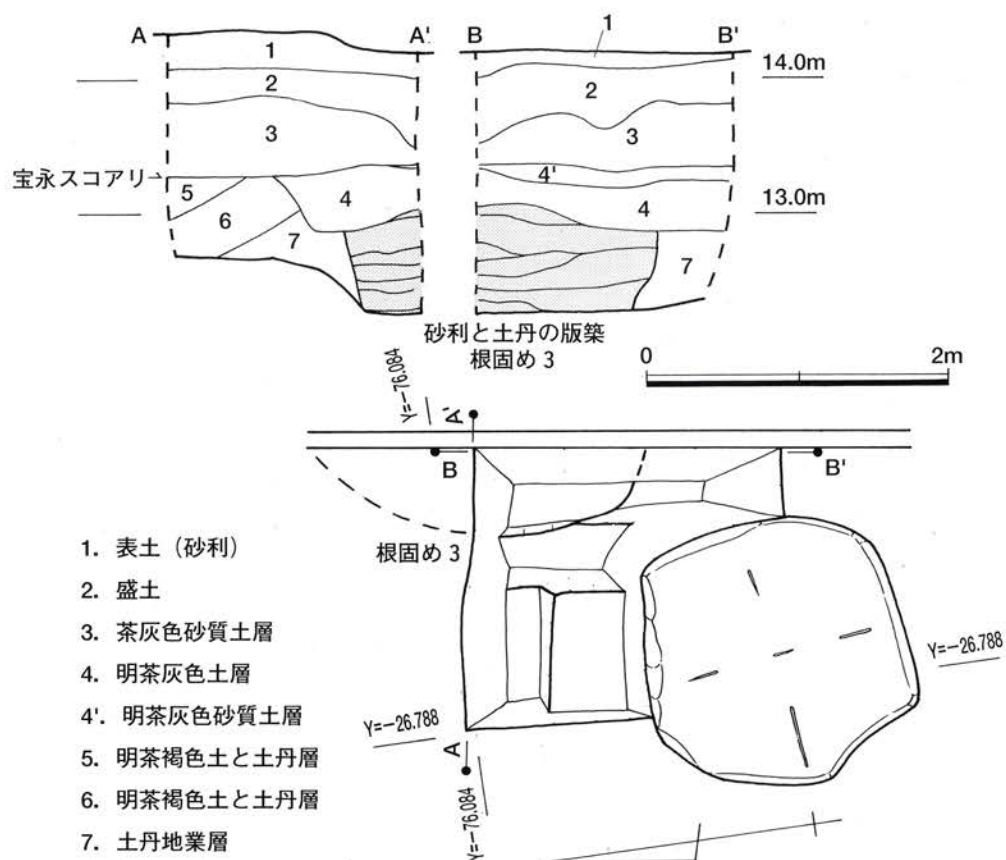 A A' B 1 B'
1
14.0m
2 2
3 3
宝永スコアリ
4'
5 4
13.0m
6 4
7 7
砂利と土丹の版築
根固め 3
0 2m
Y=-76.084
A'
B B'
根固め 3
1. 表土（砂利）
2. 盛土
3. 茶灰色砂質土層
4. 明茶灰色土層
4'. 明茶灰色砂質土層
5. 明茶褐色土と土丹層
6. 明茶褐色土と土丹層
7. 土丹地業層
Y=-26.788
Y=-26.788
A
Y=-76.084